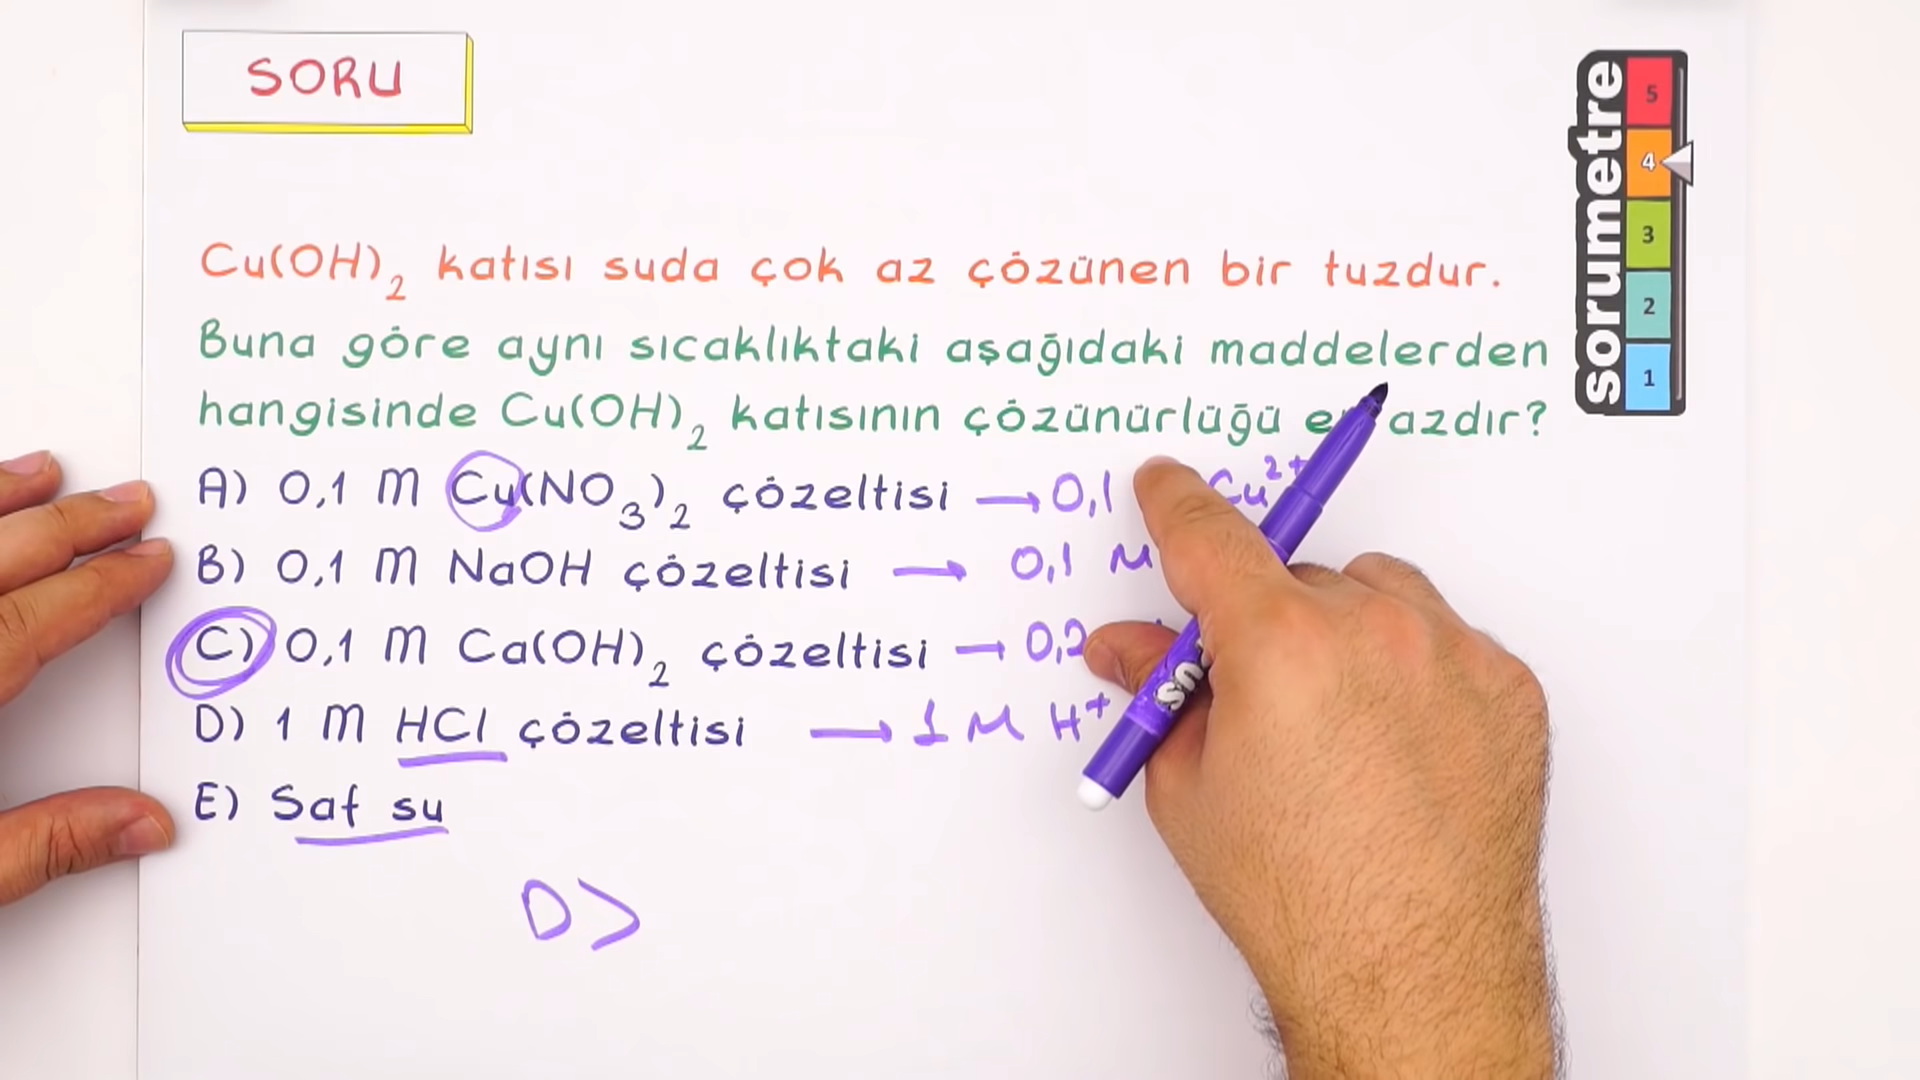 SORU
sorumetre
5
4
3
2
1
Cu(OH)₂ katısı suda çok az çözünen bir tuzdur.
Buna göre aynı sıcaklıktaki aşağıdaki maddelerden
hangisinde Cu(OH)₂ katısının çözünürlüğü azdır?
A) 0,1 M Cu(NO₃)₂ çözeltisi → 0,1 Cu²⁺
B) 0,1 M NaOH çözeltisi → 0,1 M
C) 0,1 M Ca(OH)₂ çözeltisi → 0,2
D) 1 M HCl çözeltisi → 1 M H⁺
E) Saf su
D >